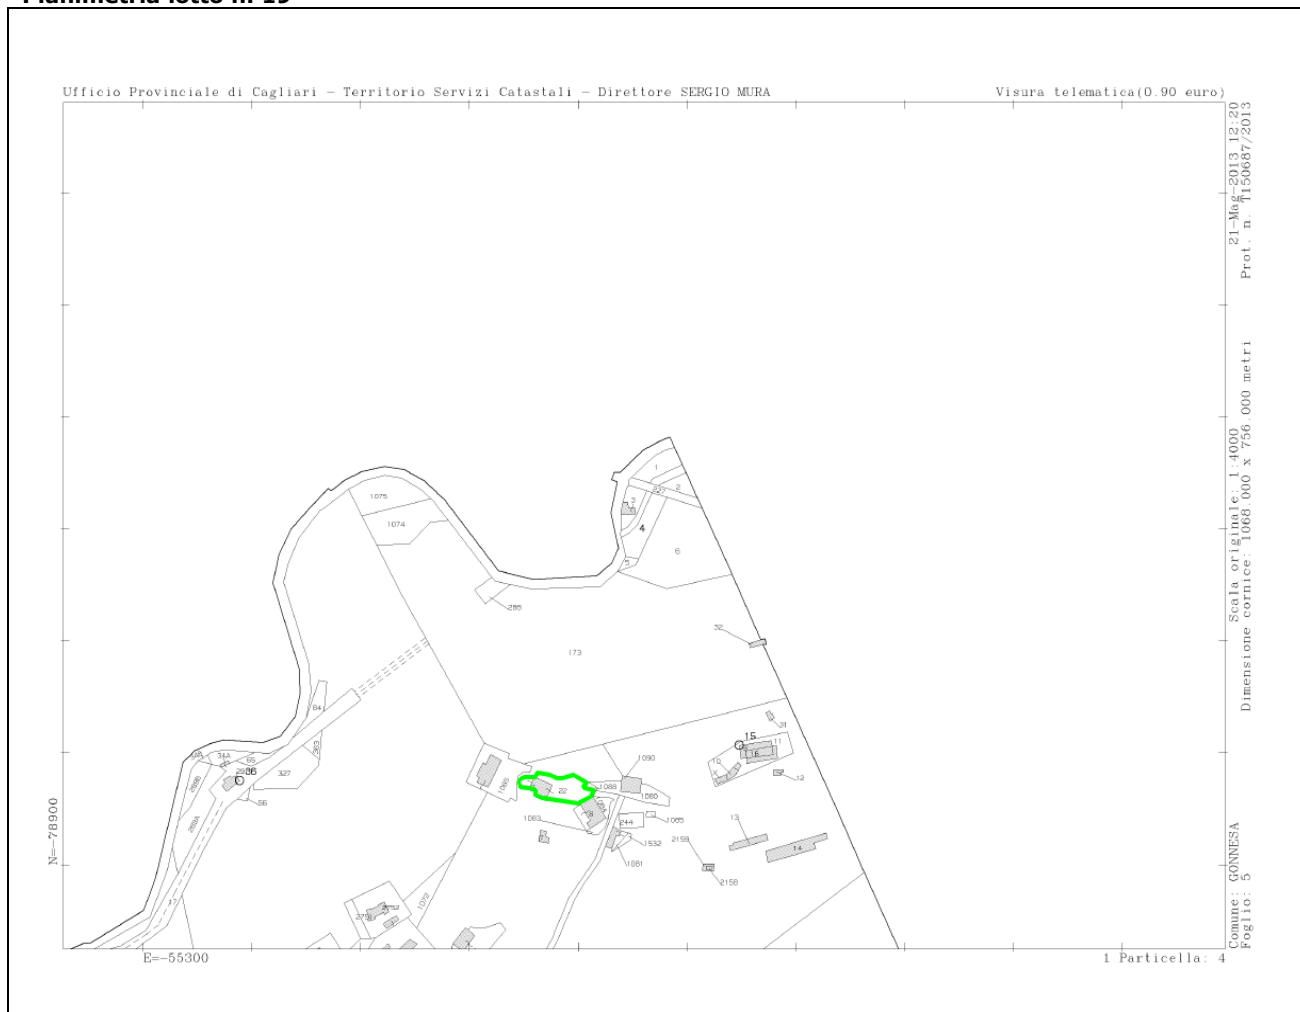 Planimetria lotto n. 19
Ufficio Provinciale di Cagliari - Territorio Servizi Catastali - Direttore SERGIO MURA
Visura telematica(0.90 euro)
21-Mag-2013 12:20
Prot. n. T150687/2013
Scala originale: 1:4000
Dimensione cornice: 1068.000 x 756.000 metri
Comune: GONNESA
Foglio: 5
N=-78900
E=-55300
1 Particella: 4
1
2
3
4
5
6
1075
1074
286
173
32
84
363
34A
65
327
36
56
17
31
15
11
16
10
12
1090
1088
1080
22
1083
244
1085
1532
1081
2159
2158
13
14
1072